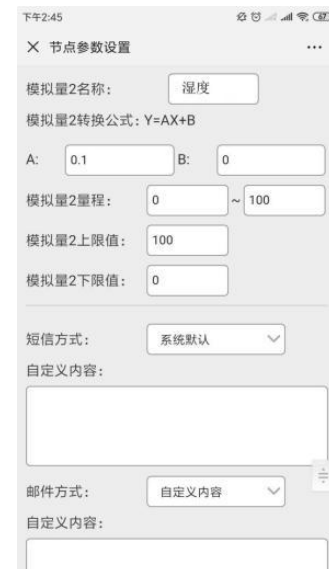 下午2:45
× 节点参数设置 ...
模拟量2名称： 湿度
模拟量2转换公式：Y=AX+B
A: 0.1 B: 0
模拟量2量程： 0 ~ 100
模拟量2上限值： 100
模拟量2下限值： 0
短信方式： 系统默认
自定义内容：
邮件方式： 自定义内容
自定义内容：